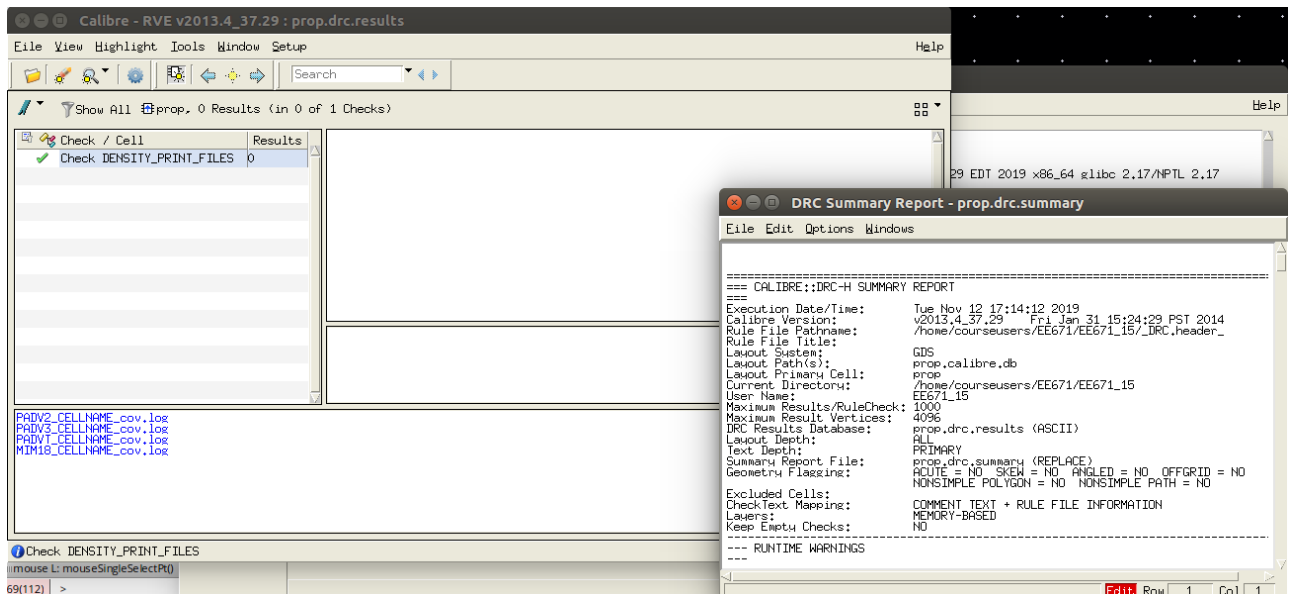 Calibre - RVE v2013.4_37.29 : prop.drc.results
File View Highlight Tools Window Setup Help
Search
Show All prop, 0 Results (in 0 of 1 Checks)
Check / Cell Results
Check DENSITY_PRINT_FILES 0
PADV2_CELLNAME_cov.log
PADV3_CELLNAME_cov.log
PADVT_CELLNAME_cov.log
MIM18_CELLNAME_cov.log
Check DENSITY_PRINT_FILES
mouse L: mouseSingleSelectPt()
69(112) >
Help
29 EDT 2019 x86_64 glibc 2.17/NPTL 2.17
DRC Summary Report - prop.drc.summary
File Edit Options Windows
==================================================================================
=== CALIBRE::DRC-H SUMMARY REPORT
===
Execution Date/Time: Tue Nov 12 17:14:12 2019
Calibre Version: v2013.4_37.29 Fri Jan 31 15:24:29 PST 2014
Rule File Pathname: /home/courseusers/EE671/EE671_15/_DRC.header_
Rule File Title:
Layout System: GDS
Layout Path(s): prop.calibre.db
Layout Primary Cell: prop
Current Directory: /home/courseusers/EE671/EE671_15
User Name: EE671_15
Maximum Results/RuleCheck: 1000
Maximum Result Vertices: 4096
DRC Results Database: prop.drc.results (ASCII)
Layout Depth: ALL
Text Depth: PRIMARY
Summary Report File: prop.drc.summary (REPLACE)
Geometry Flagging: ACUTE = NO SKEW = NO ANGLED = NO OFFGRID = NO
NONSIMPLE POLYGON = NO NONSIMPLE PATH = NO
Excluded Cells:
CheckText Mapping: COMMENT TEXT + RULE FILE INFORMATION
Layers: MEMORY-BASED
Keep Empty Checks: NO
----------------------------------------------------------------------------------
--- RUNTIME WARNINGS
---
Edit Row 1 Col 1